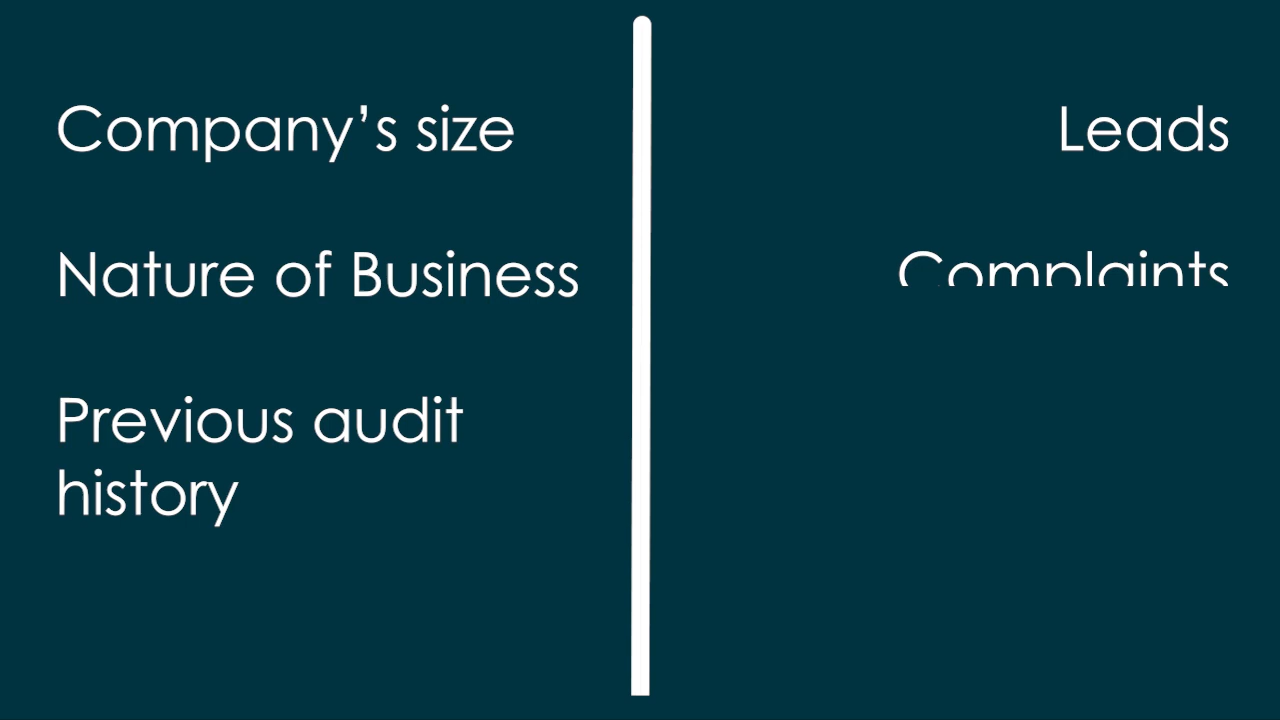 Company’s size
Nature of Business
Previous audit
history
Leads
Complaints